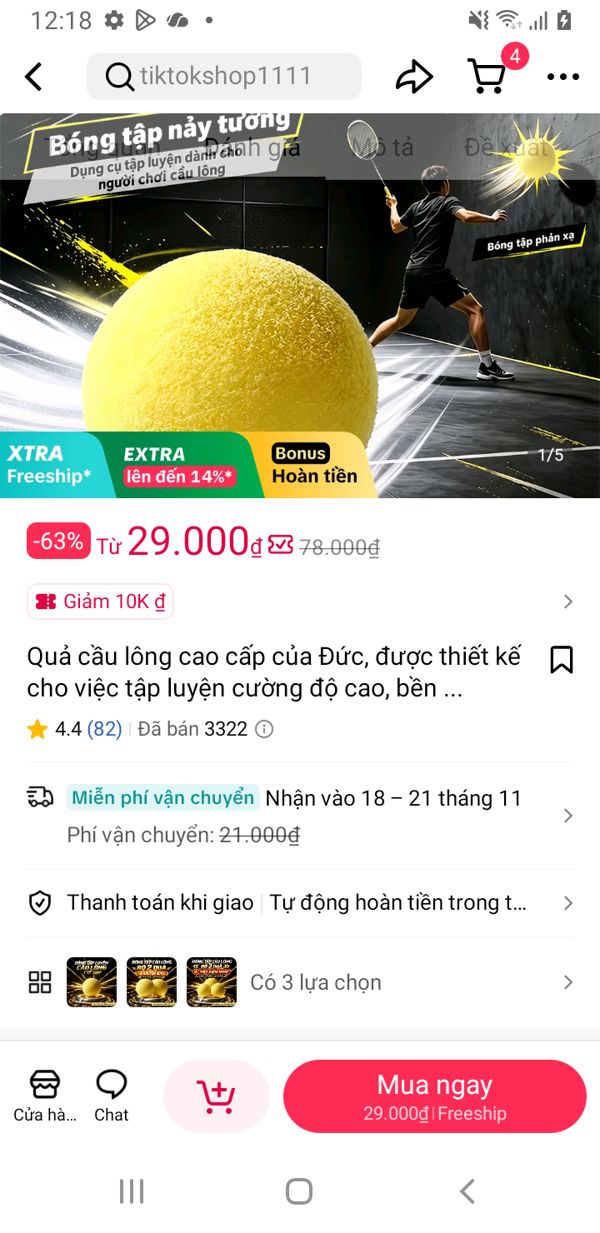 12:18
tiktokshop1111
4
Bóng tập nảy tường
Dụng cụ tập luyện dành cho
người chơi cầu lông
Tổng quan Đánh giá Mô tả Đề xuất
Bóng tập phản xạ
XTRA
Freeship*
EXTRA
lên đến 14%*
Bonus
Hoàn tiền
1/5
-63% Từ 29.000₫ 78.000₫
Giảm 10K ₫
Quả cầu lông cao cấp của Đức, được thiết kế
cho việc tập luyện cường độ cao, bền ...
4.4 (82) Đã bán 3322
Miễn phí vận chuyển Nhận vào 18 – 21 tháng 11
Phí vận chuyển: 21.000₫
Thanh toán khi giao Tự động hoàn tiền trong t...
Có 3 lựa chọn
Cửa hà...
Chat
Mua ngay
29.000₫ Freeship